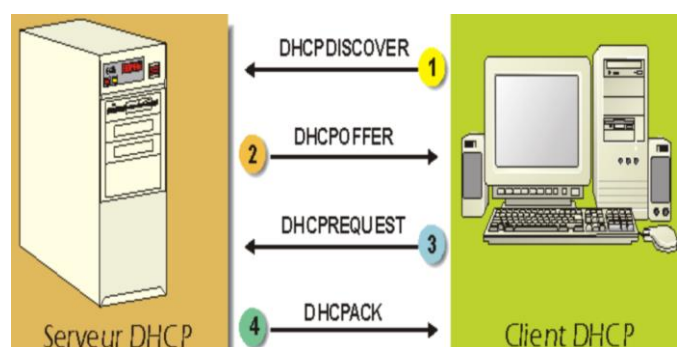 DHCPDISCOVER
1
DHCPOFFER
2
DHCPREQUEST
3
DHCPACK
4
Serveur DHCP
Client DHCP